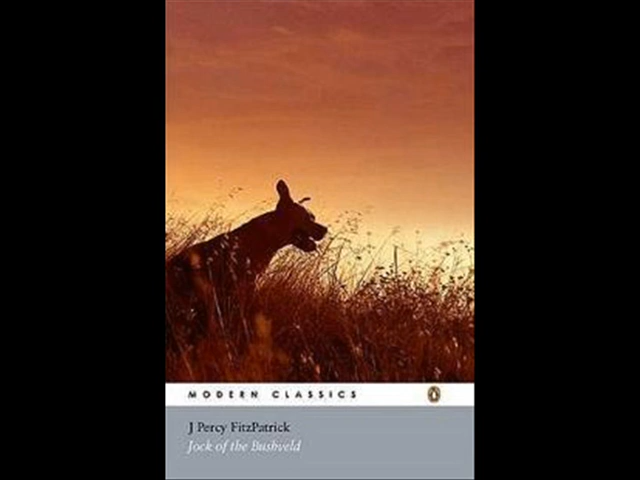 MODERN CLASSICS
J Percy FitzPatrick
Jock of the Bushveld